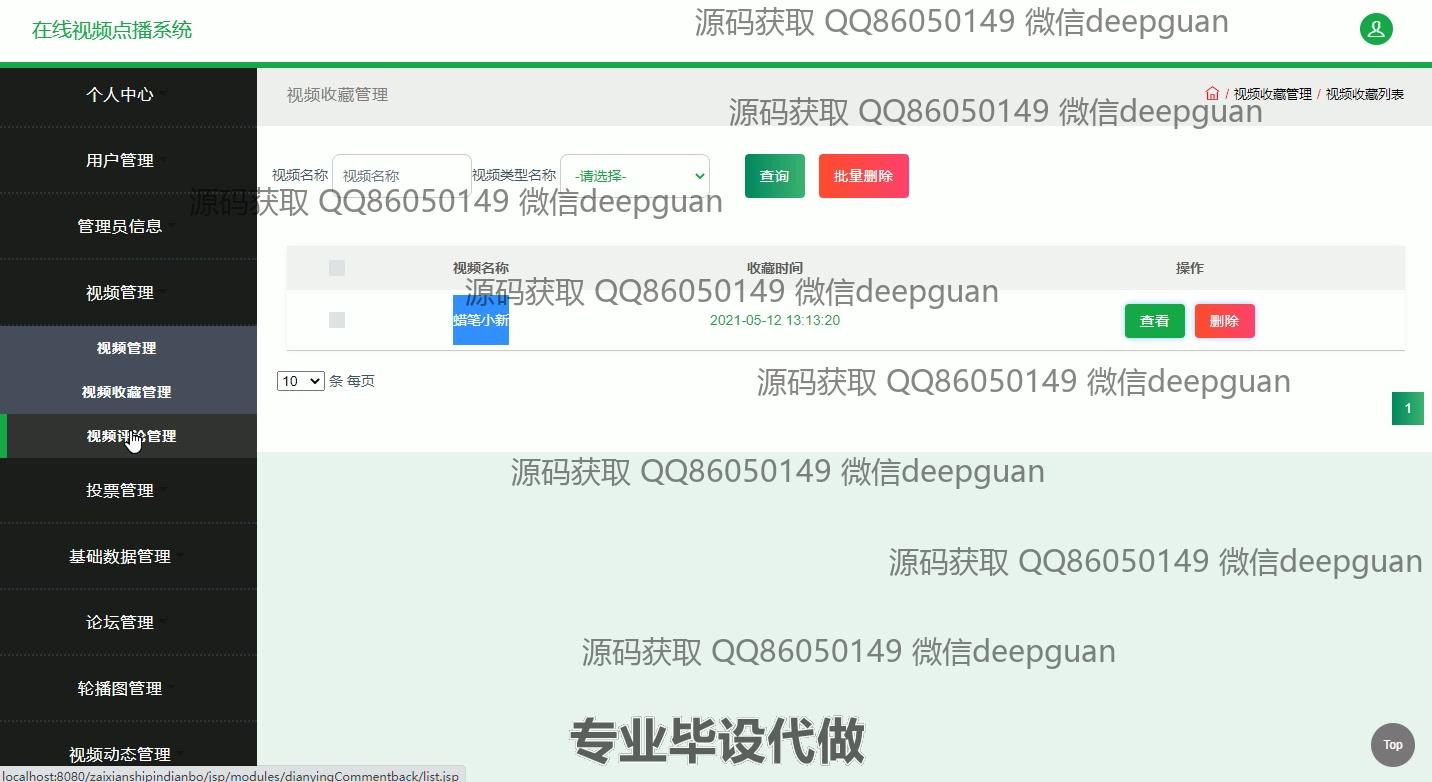 在线视频点播系统
源码获取 QQ86050149 微信deepguan
个人中心
视频收藏管理
/ 视频收藏管理 / 视频收藏列表
源码获取 QQ86050149 微信deepguan
用户管理
视频名称 视频名称 视频类型名称 -请选择- 查询 批量删除
源码获取 QQ86050149 微信deepguan
管理员信息
视频名称 收藏时间 操作
源码获取 QQ86050149 微信deepguan
视频管理
蜡笔小新 2021-05-12 13:13:20 查看 删除
视频管理
10 条 每页
源码获取 QQ86050149 微信deepguan
视频收藏管理
1
视频评论管理
源码获取 QQ86050149 微信deepguan
投票管理
基础数据管理
源码获取 QQ86050149 微信deepguan
论坛管理
源码获取 QQ86050149 微信deepguan
轮播图管理
专业毕设代做
Top
视频动态管理
localhost:8080/zaixianshipindianbo/jsp/modules/dianyingCommentback/list.jsp